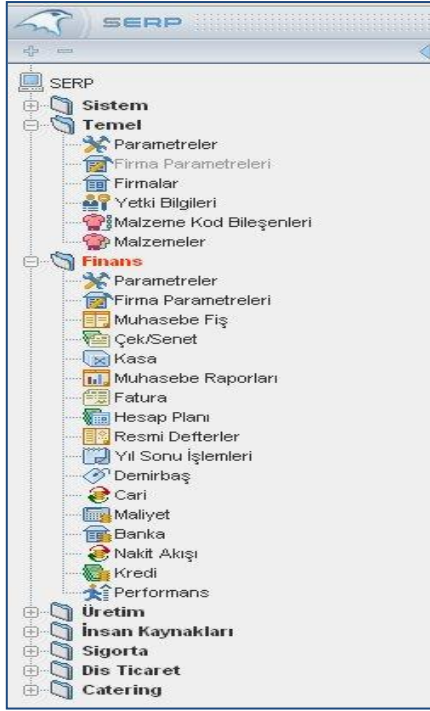 SERP
SERP
Sistem
Temel
Parametreler
Firma Parametreleri
Firmalar
Yetki Bilgileri
Malzeme Kod Bileşenleri
Malzemeler
Finans
Parametreler
Firma Parametreleri
Muhasebe Fiş
Çek/Senet
Kasa
Muhasebe Raporları
Fatura
Hesap Planı
Resmi Defterler
Yıl Sonu İşlemleri
Demirbaş
Cari
Maliyet
Banka
Nakit Akışı
Kredi
Performans
Üretim
İnsan Kaynakları
Sigorta
Dis Ticaret
Catering